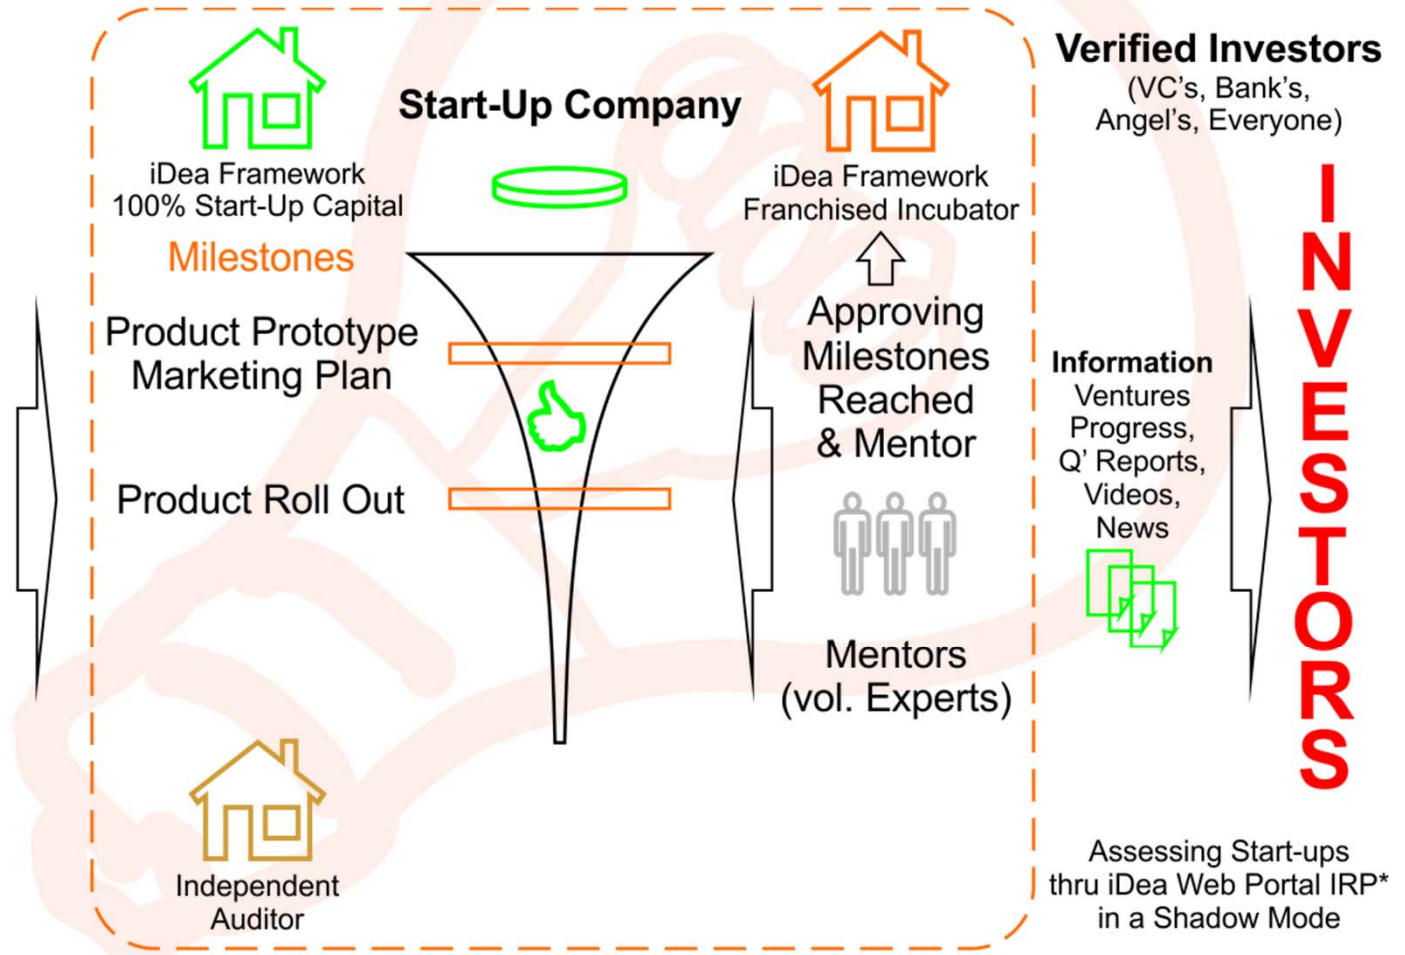 iDea Framework
100% Start-Up Capital
Milestones
Product Prototype
Marketing Plan
Product Roll Out
Independent
Auditor
Start-Up Company
iDea Framework
Franchised Incubator
Approving
Milestones
Reached
& Mentor
Mentors
(vol. Experts)
Verified Investors
(VC's, Bank's,
Angel's, Everyone)
Information
Ventures
Progress,
Q' Reports,
Videos,
News
INVESTORS
Assessing Start-ups
thru iDea Web Portal IRP*
in a Shadow Mode